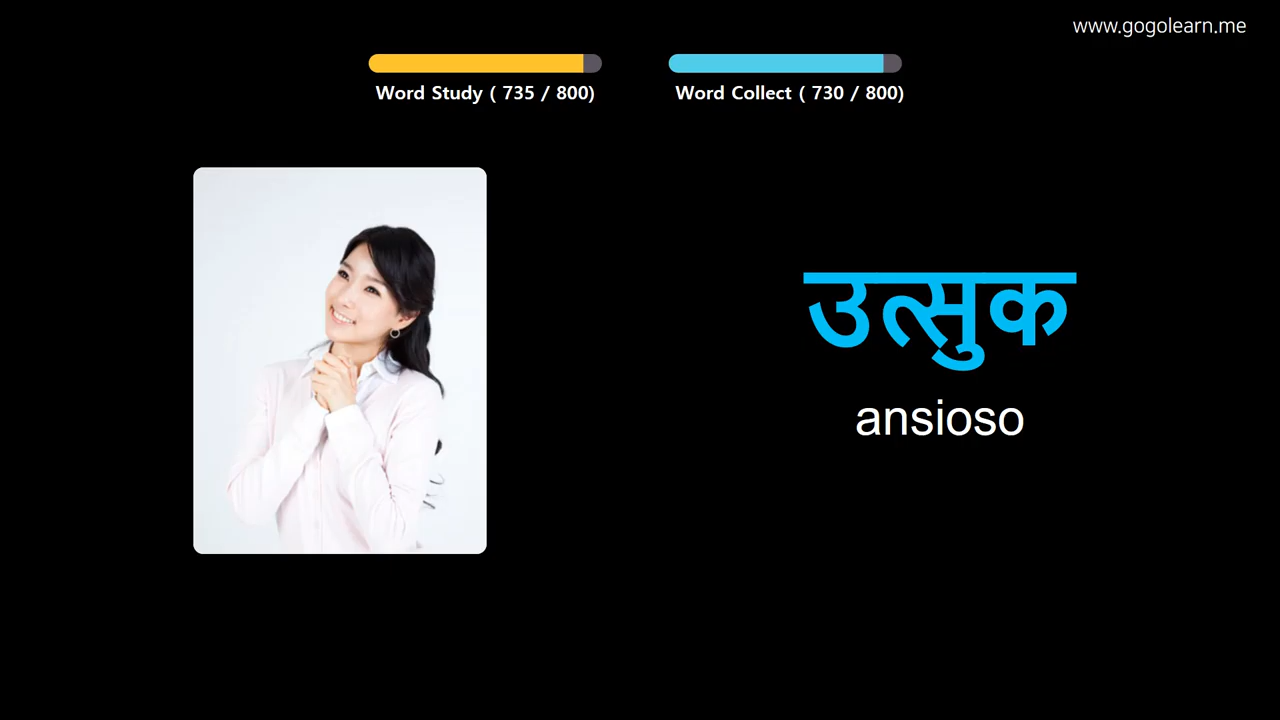 www.gogolearn.me
Word Study ( 735 / 800)
Word Collect ( 730 / 800)
उत्सुक
ansioso